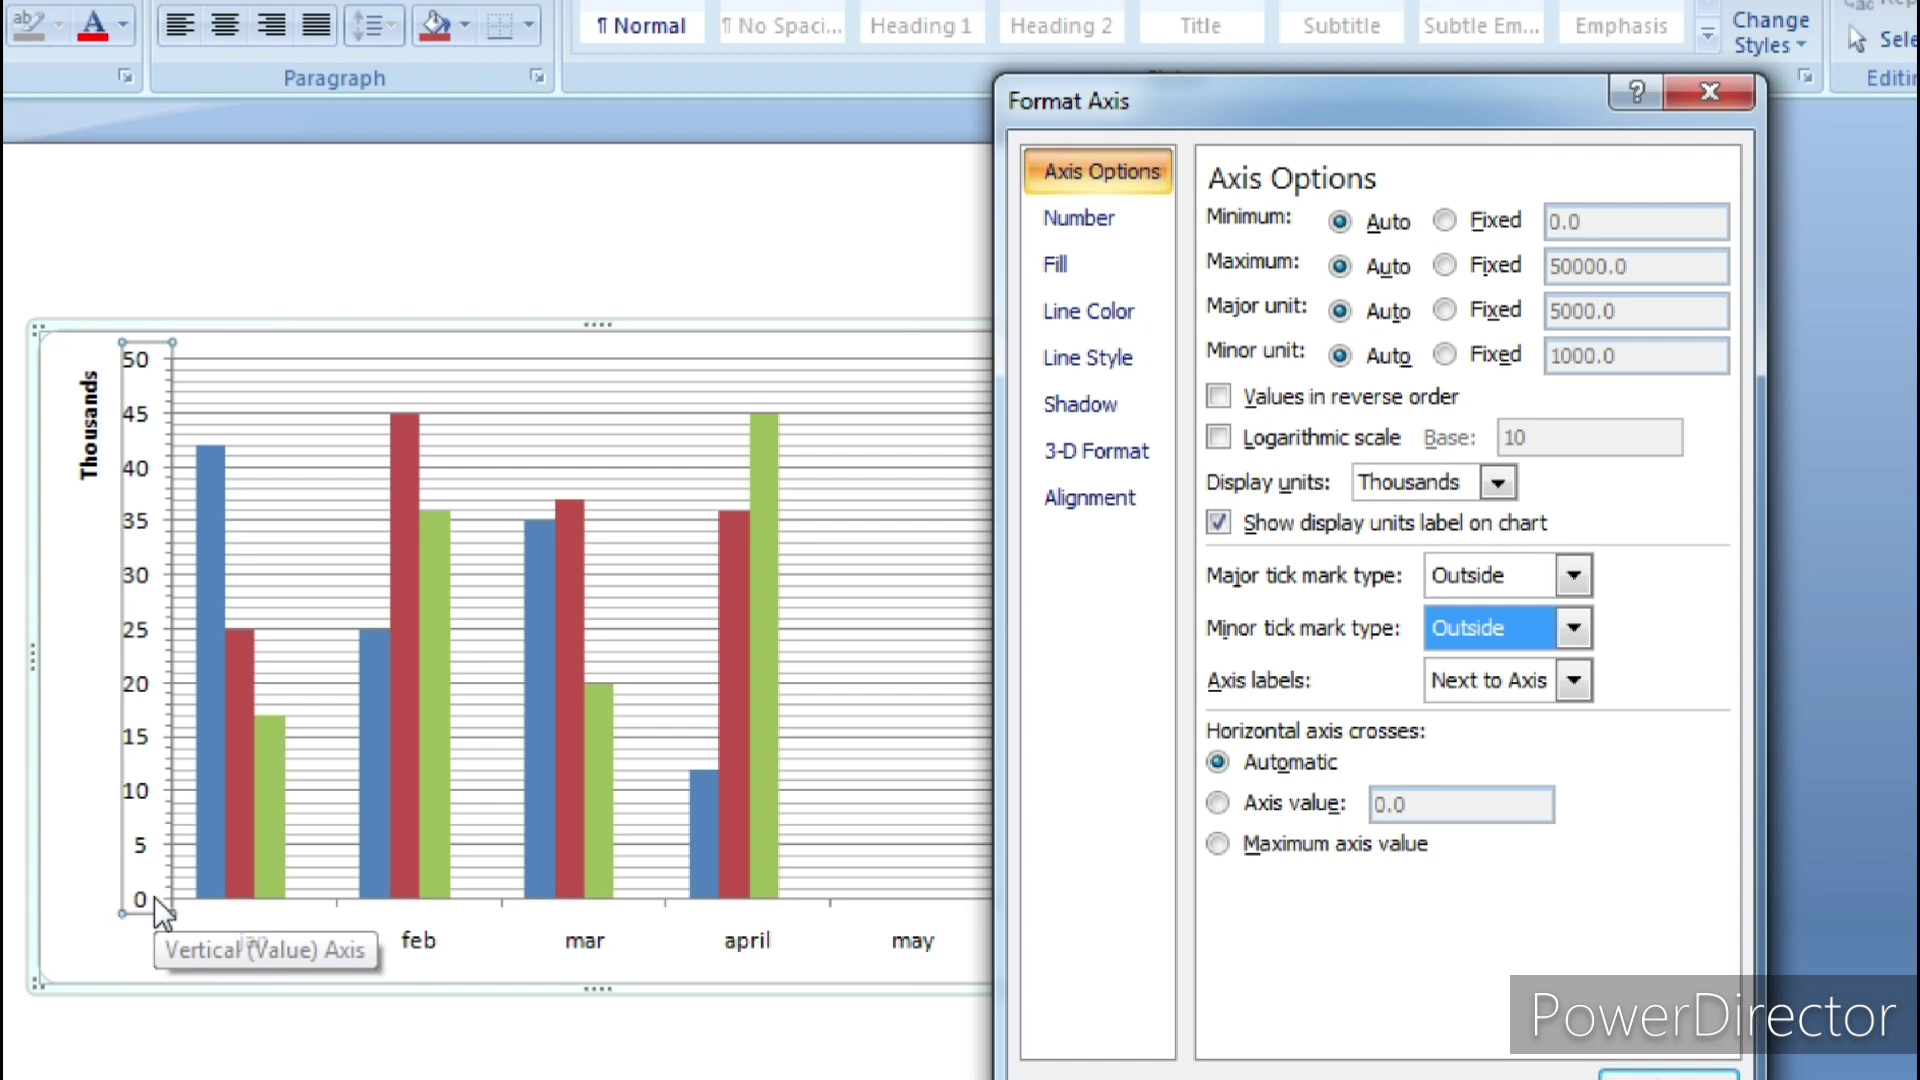 ab
A
¶ Normal
¶ No Spaci...
Heading 1
Heading 2
Title
Subtitle
Subtle Em...
Emphasis
Change
Styles
Paragraph
Format Axis
?
X
Axis Options
Number
Fill
Line Color
Line Style
Shadow
3-D Format
Alignment
Axis Options
Minimum: Auto Fixed 0.0
Maximum: Auto Fixed 50000.0
Major unit: Auto Fixed 5000.0
Minor unit: Auto Fixed 1000.0
Values in reverse order
Logarithmic scale Base: 10
Display units: Thousands
Show display units label on chart
Major tick mark type: Outside
Minor tick mark type: Outside
Axis labels: Next to Axis
Horizontal axis crosses:
Automatic
Axis value: 0.0
Maximum axis value
Thousands
50
45
40
35
30
25
20
15
10
5
0
jan
feb
mar
april
may
Vertical (Value) Axis
PowerDirector